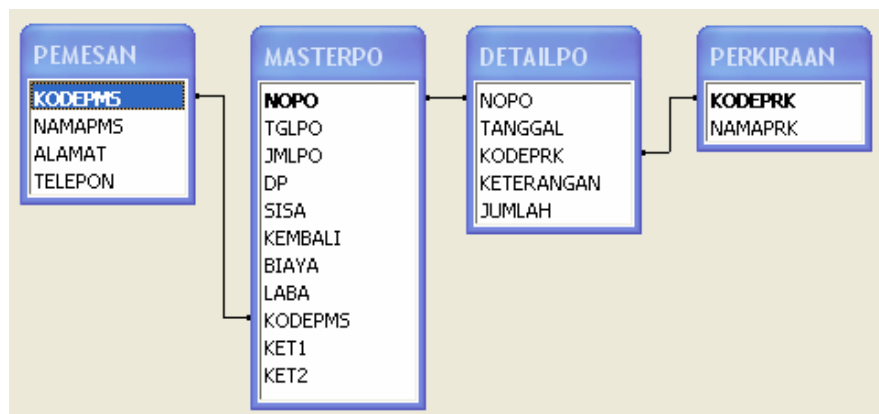 PEMESAN
KODEPMS
NAMAPMS
ALAMAT
TELEPON
MASTERPO
NOPO
TGLPO
JMLPO
DP
SISA
KEMBALI
BIAYA
LABA
KODEPMS
KET1
KET2
DETAILPO
NOPO
TANGGAL
KODEPRK
KETERANGAN
JUMLAH
PERKIRAAN
KODEPRK
NAMAPRK